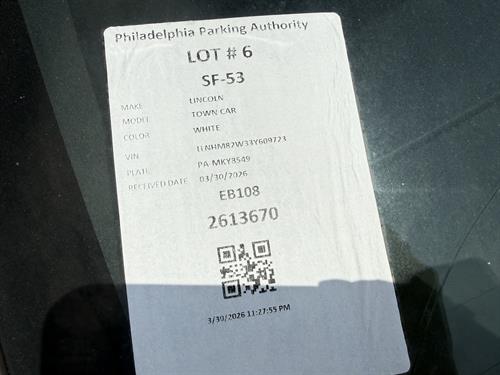 Philadelphia Parking Authority
LOT # 6
SF-53
MAKE LINCOLN
MODEL TOWN CAR
COLOR WHITE
VIN 1LNHM82W33Y609723
PLATE PA-MKY8549
RECEIVED DATE 03/30/2026
EB108
2613670
3/30/2026 11:27:55 PM